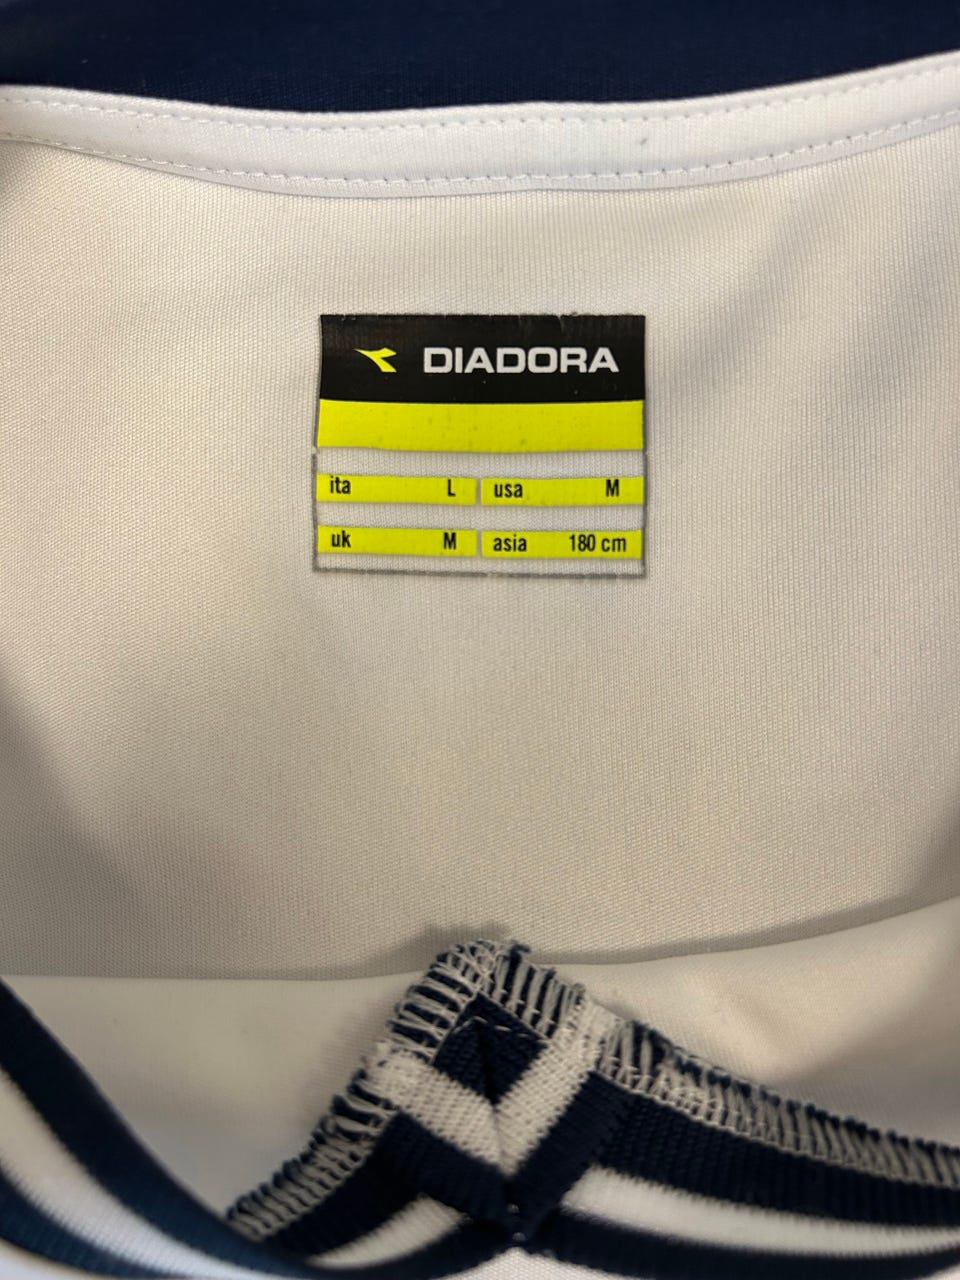 DIADORA
ita L usa M
uk M asia 180 cm